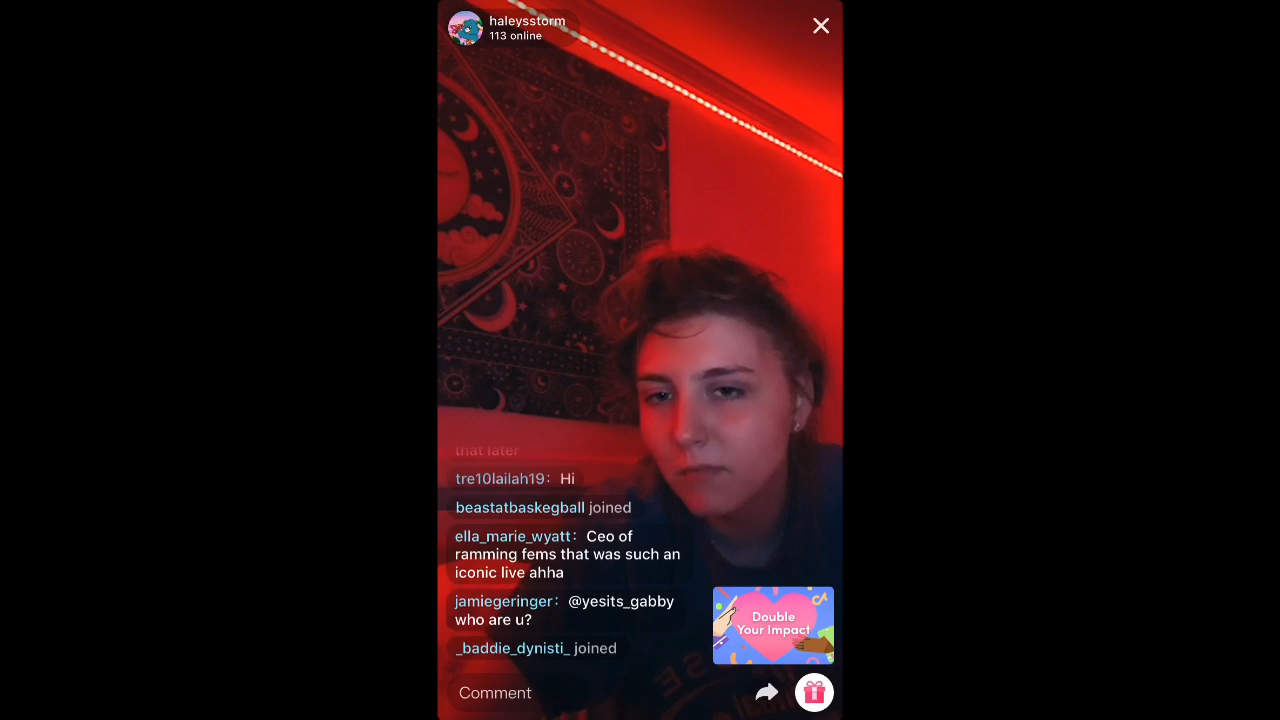 haleysstorm
113 online
that later
tre10lailah19: Hi
beastatbaskegball joined
ella_marie_wyatt: Ceo of
ramming fems that was such an
iconic live ahha
jamiegeringer: @yesits_gabby
who are u?
_baddie_dynisti_ joined
Double
Your Impact
Comment